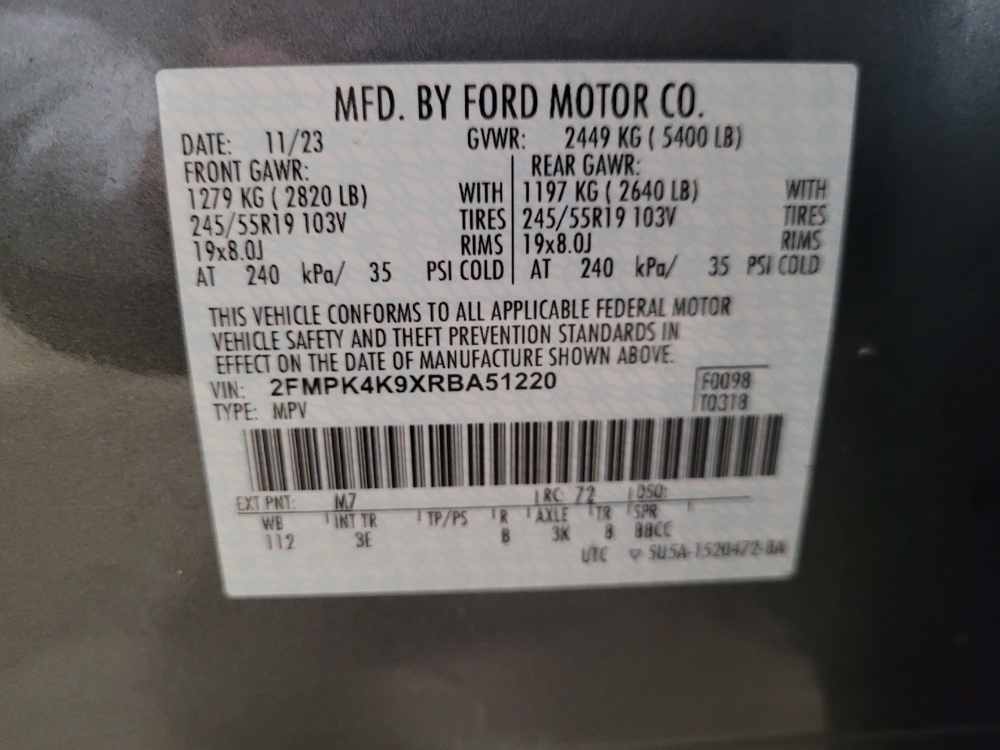 MFD. BY FORD MOTOR CO.
DATE: 11/23 GVWR: 2449 KG ( 5400 LB)
FRONT GAWR: REAR GAWR:
1279 KG ( 2820 LB) WITH 1197 KG ( 2640 LB) WITH
245/55R19 103V TIRES 245/55R19 103V TIRES
19x8.0J RIMS 19x8.0J RIMS
AT 240 kPa/ 35 PSI COLD AT 240 kPa/ 35 PSI COLD
THIS VEHICLE CONFORMS TO ALL APPLICABLE FEDERAL MOTOR
VEHICLE SAFETY AND THEFT PREVENTION STANDARDS IN
EFFECT ON THE DATE OF MANUFACTURE SHOWN ABOVE.
VIN: 2FMPK4K9XRBA51220 F0098
TYPE: MPV T0318
EXT PNT: M7 RC: 72 DSO:
WB INT TR TP/PS R AXLE TR SPR
112 3E B 3K 8 BBCC
UTC ▽ 5U5A-1520472-BA